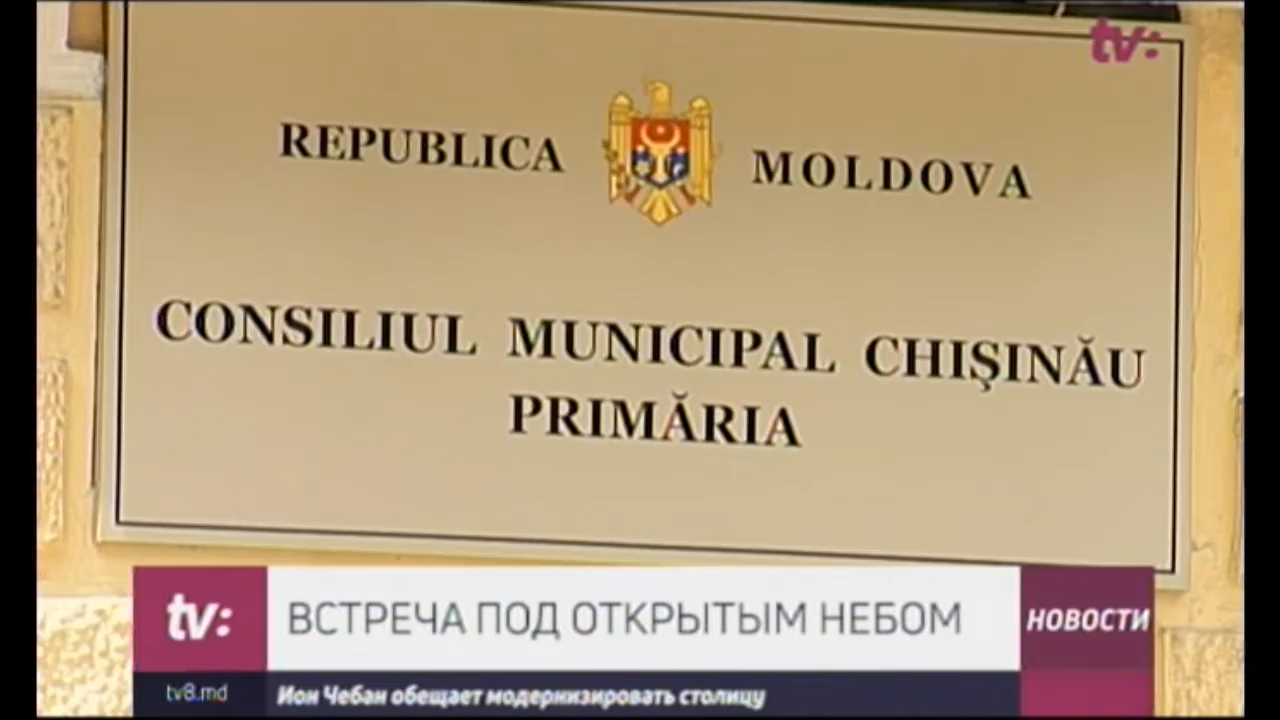 tv:
REPUBLICA MOLDOVA
CONSILIUL MUNICIPAL CHIŞINĂU
PRIMĂRIA
tv: ВСТРЕЧА ПОД ОТКРЫТЫМ НЕБОМ НОВОСТИ
tv8.md Ион Чебан обещает модернизировать столицу